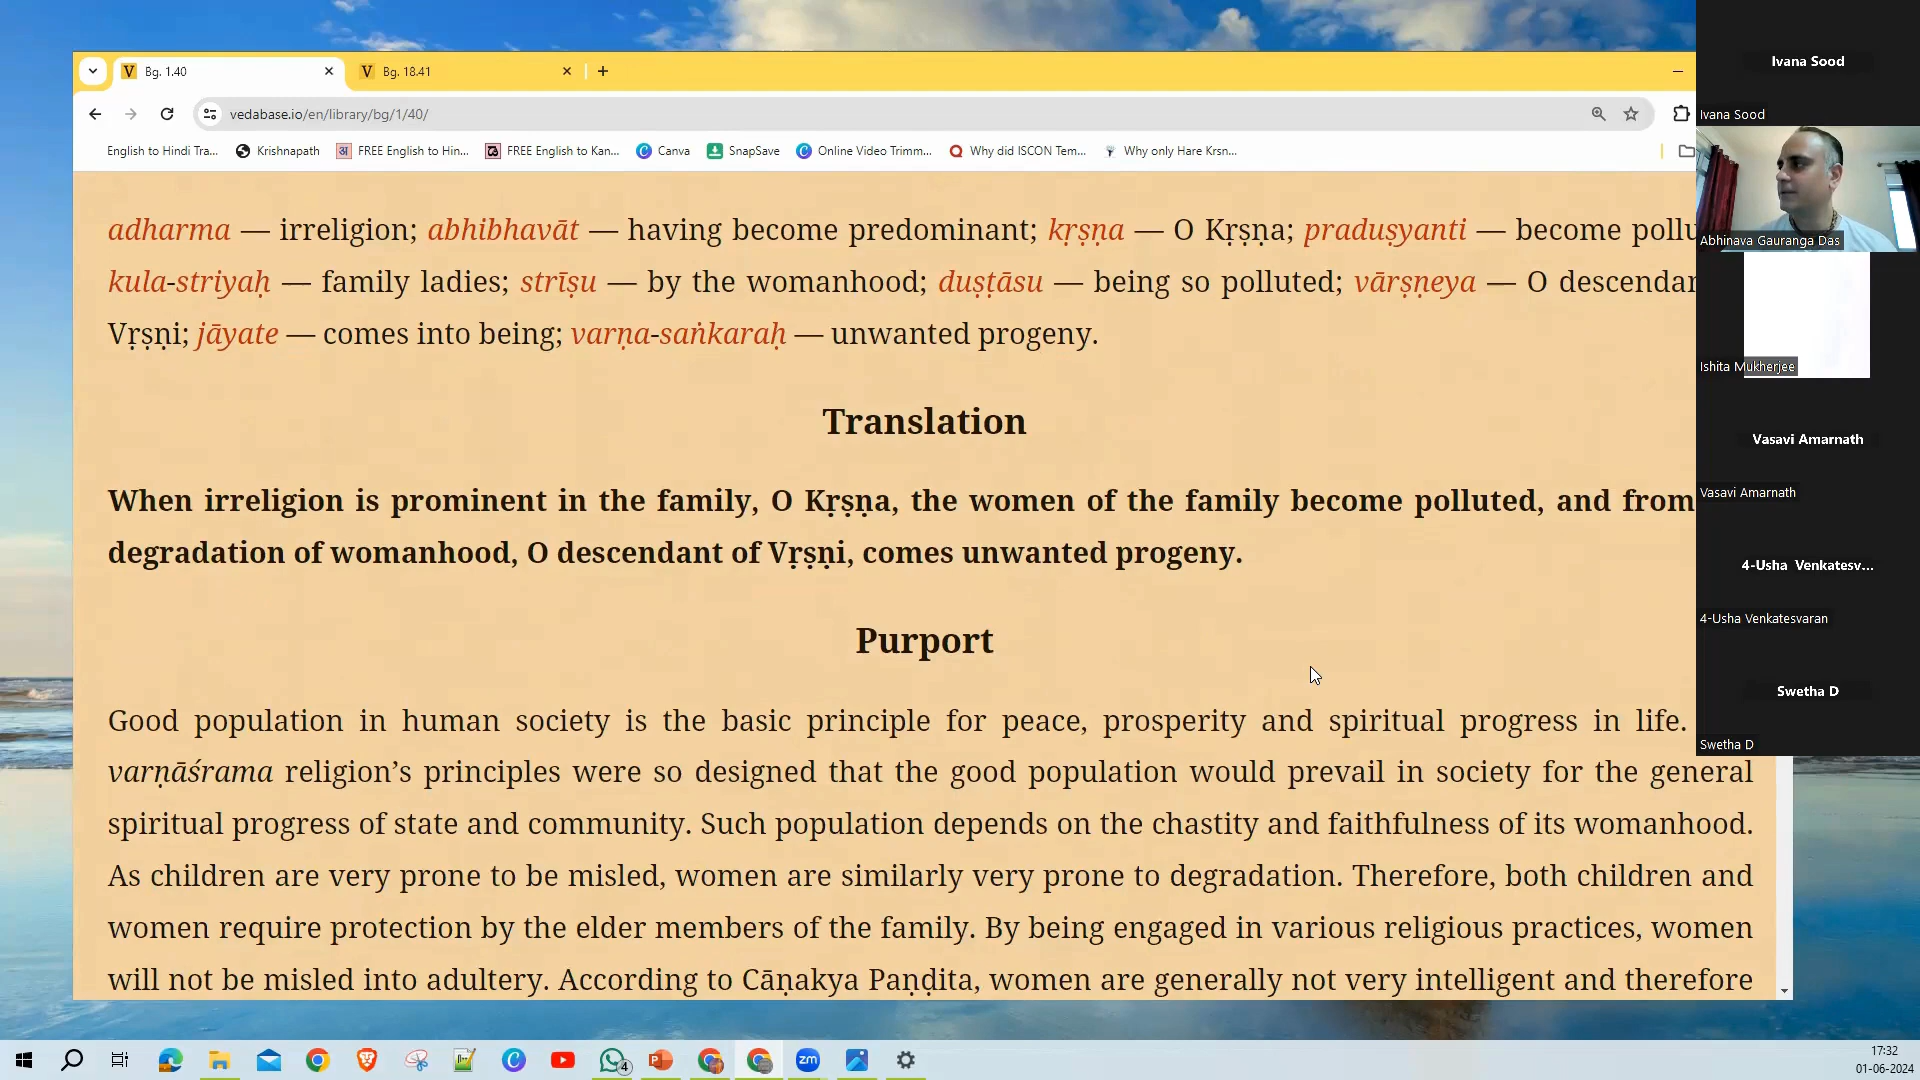 Bg. 1.40
Bg. 18.41
vedabase.io/en/library/bg/1/40/
English to Hindi Tra...
Krishnapath
FREE English to Hin...
FREE English to Kan...
Canva
SnapSave
Online Video Trimm...
Why did ISCON Tem...
Why only Hare Krsn...
adharma — irreligion; abhibhavāt — having become predominant; kṛṣṇa — O Kṛṣṇa; praduṣyanti — become pollu
kula-striyaḥ — family ladies; strīṣu — by the womanhood; duṣṭāsu — being so polluted; vārṣṇeya — O descendan
Vṛṣṇi; jāyate — comes into being; varṇa-saṅkaraḥ — unwanted progeny.
Translation
When irreligion is prominent in the family, O Kṛṣṇa, the women of the family become polluted, and from
degradation of womanhood, O descendant of Vṛṣṇi, comes unwanted progeny.
Purport
Good population in human society is the basic principle for peace, prosperity and spiritual progress in life.
varṇāśrama religion’s principles were so designed that the good population would prevail in society for the general
spiritual progress of state and community. Such population depends on the chastity and faithfulness of its womanhood.
As children are very prone to be misled, women are similarly very prone to degradation. Therefore, both children and
women require protection by the elder members of the family. By being engaged in various religious practices, women
will not be misled into adultery. According to Cāṇakya Paṇḍita, women are generally not very intelligent and therefore
Ivana Sood
Ivana Sood
Abhinava Gauranga Das
Ishita Mukherjee
Vasavi Amarnath
Vasavi Amarnath
4-Usha Venkatesv...
4-Usha Venkatesvaran
Swetha D
Swetha D
4
zm
17:32
01-06-2024